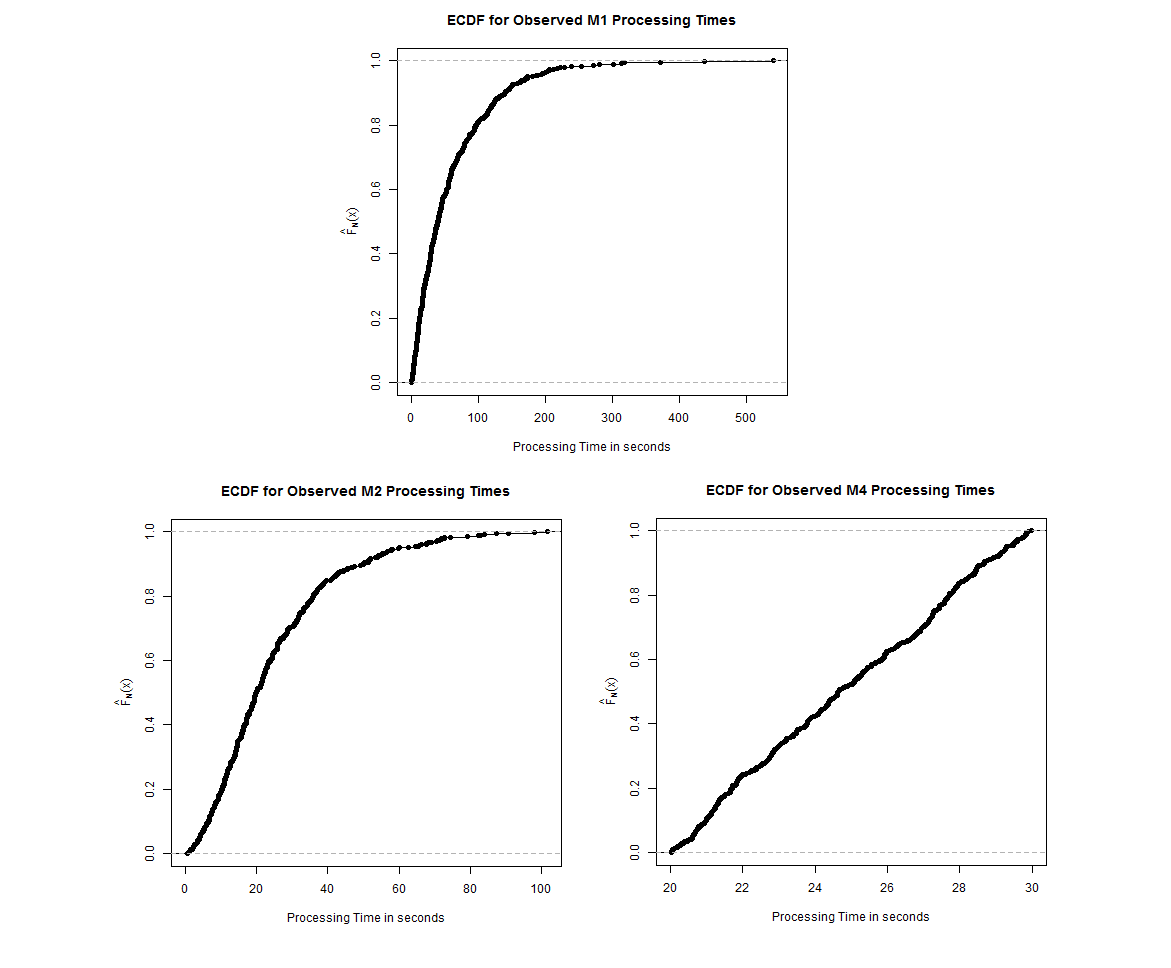 ECDF for Observed M1 Processing Times
1.0
0.8
0.6
0.4
0.2
0.0
F̂N(x)
0 100 200 300 400 500
Processing Time in seconds
ECDF for Observed M2 Processing Times
1.0
0.8
0.6
0.4
0.2
0.0
F̂N(x)
0 20 40 60 80 100
Processing Time in seconds
ECDF for Observed M4 Processing Times
1.0
0.8
0.6
0.4
0.2
0.0
F̂N(x)
20 22 24 26 28 30
Processing Time in seconds